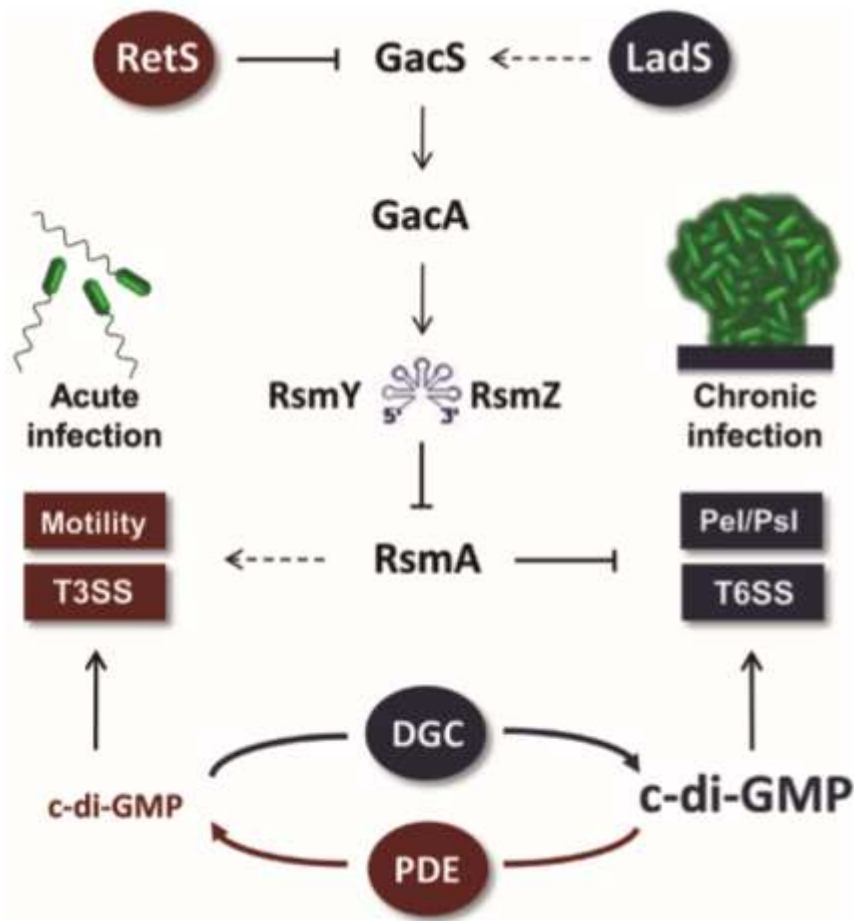 RetS
GacS
LadS
GacA
RsmY
5'
3'
RsmZ
Acute
infection
Chronic
infection
Motility
T3SS
RsmA
Pel/Psl
T6SS
DGC
c-di-GMP
c-di-GMP
PDE